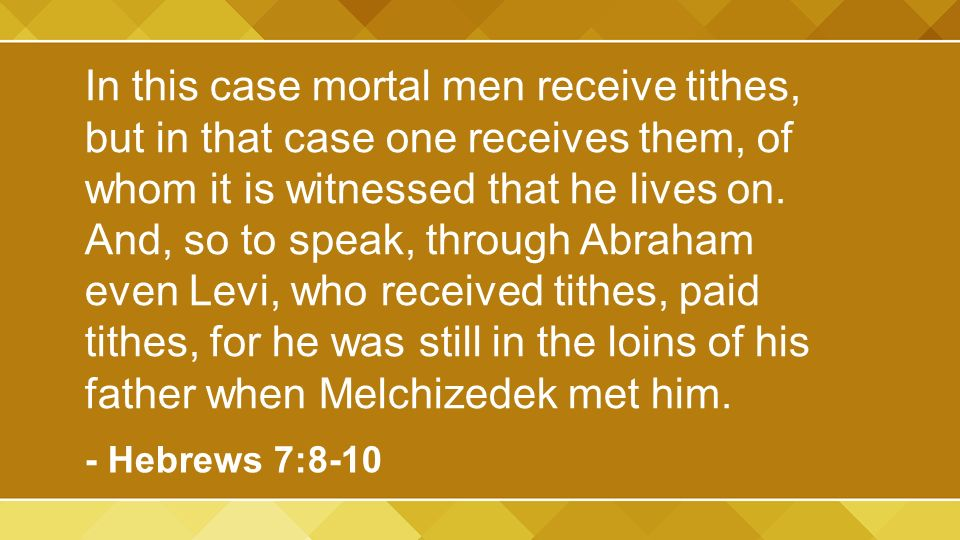 In this case mortal men receive tithes,
but in that case one receives them, of
whom it is witnessed that he lives on.
And, so to speak, through Abraham
even Levi, who received tithes, paid
tithes, for he was still in the loins of his
father when Melchizedek met him.
- Hebrews 7:8-10